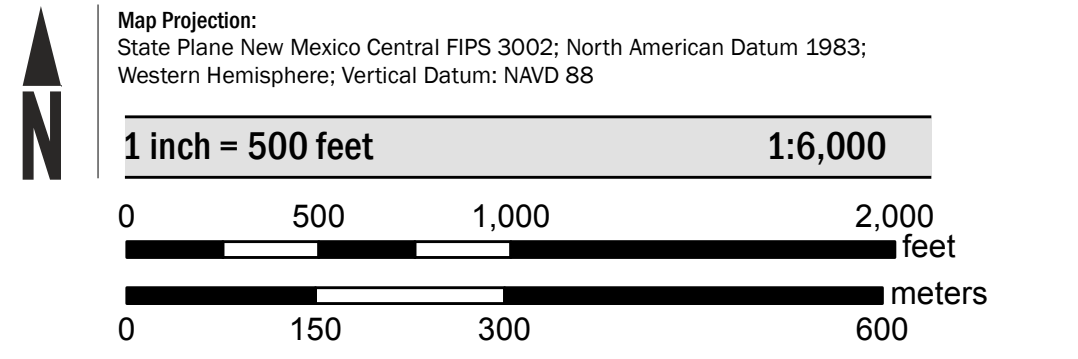 N
Map Projection:
State Plane New Mexico Central FIPS 3002; North American Datum 1983;
Western Hemisphere; Vertical Datum: NAVD 88
1 inch = 500 feet 1:6,000
0 500 1,000 2,000
feet
meters
0 150 300 600